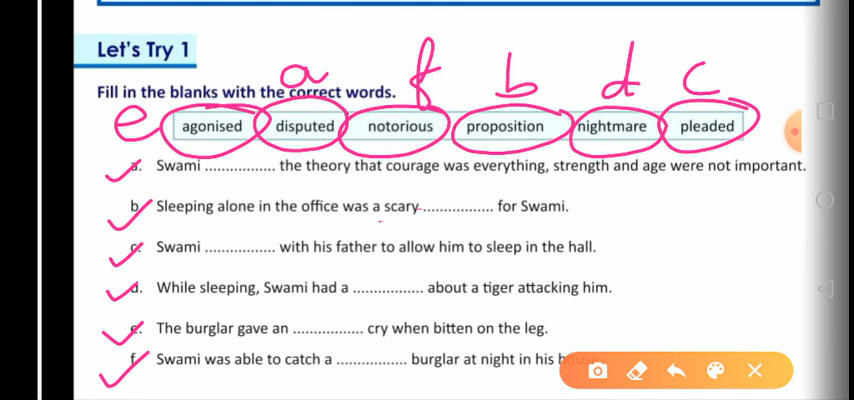 Let's Try 1
a f b d c
Fill in the blanks with the correct words.
e agonised disputed notorious proposition nightmare pleaded
a. Swami ................. the theory that courage was everything, strength and age were not important.
b. Sleeping alone in the office was a scary ................. for Swami.
c. Swami ................. with his father to allow him to sleep in the hall.
d. While sleeping, Swami had a ................. about a tiger attacking him.
e. The burglar gave an ................. cry when bitten on the leg.
f. Swami was able to catch a ................. burglar at night in his house.